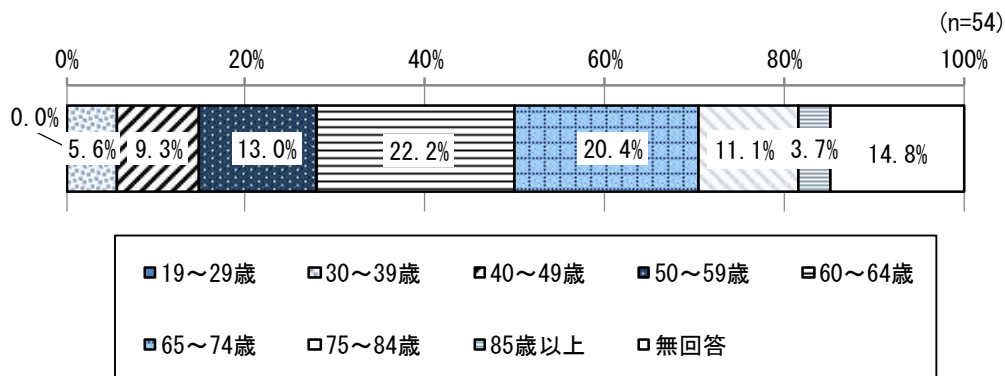 (n=54)
0% 20% 40% 60% 80% 100%
0.0%
5.6% 9.3% 13.0% 22.2% 20.4% 11.1% 3.7% 14.8%
19～29歳 30～39歳 40～49歳 50～59歳 60～64歳
65～74歳 75～84歳 85歳以上 無回答